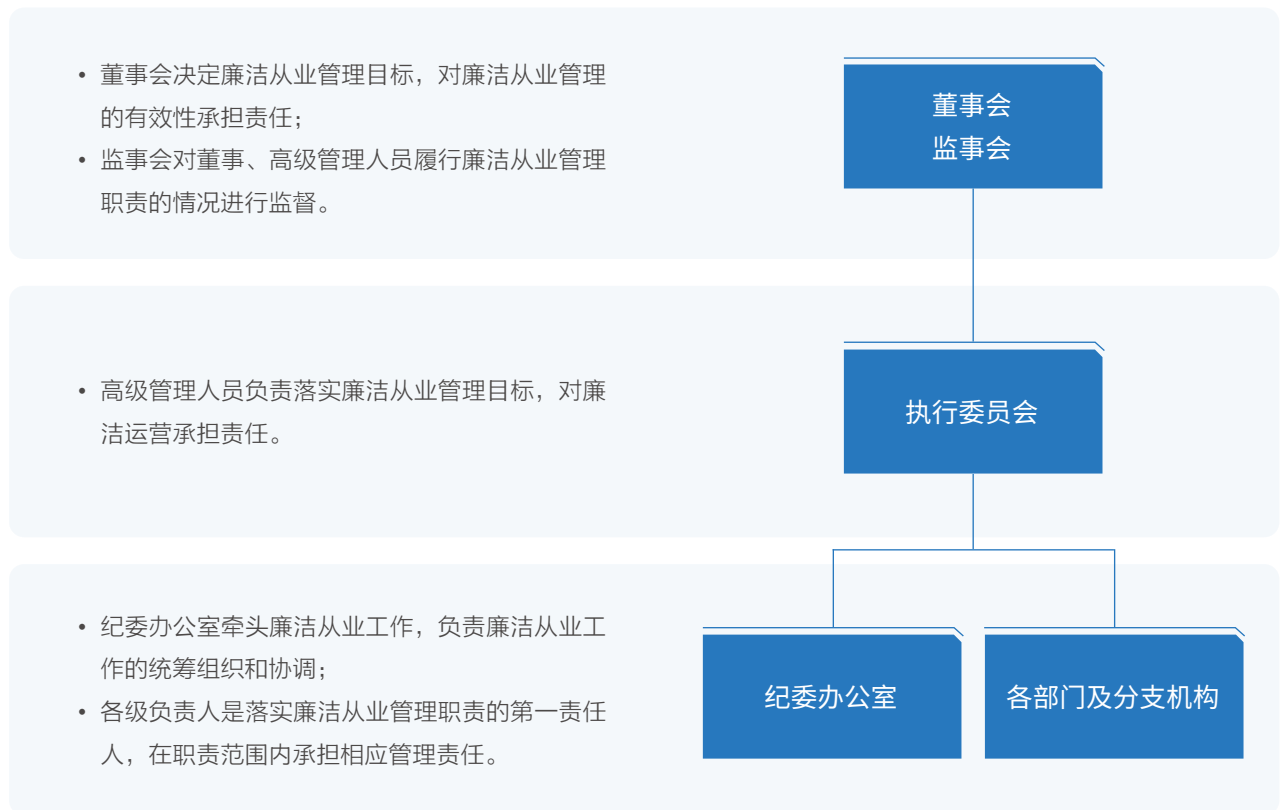 • 董事会决定廉洁从业管理目标，对廉洁从业管理
的有效性承担责任；
• 监事会对董事、高级管理人员履行廉洁从业管理
职责的情况进行监督。
董事会
监事会
• 高级管理人员负责落实廉洁从业管理目标，对廉
洁运营承担责任。
执行委员会
• 纪委办公室牵头廉洁从业工作，负责廉洁从业工
作的统筹组织和协调；
• 各级负责人是落实廉洁从业管理职责的第一责任
人，在职责范围内承担相应管理责任。
纪委办公室
各部门及分支机构